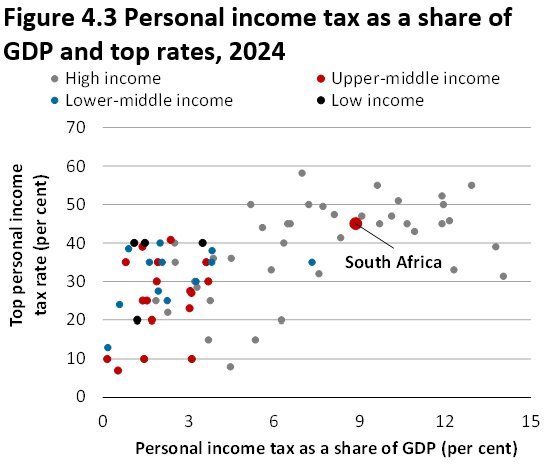 Figure 4.3 Personal income tax as a share of
GDP and top rates, 2024
High income
Upper-middle income
Lower-middle income
Low income
Top personal income
tax rate (per cent)
70
60
50
40
30
20
10
0
South Africa
0
3
6
9
12
15
Personal income tax as a share of GDP (per cent)